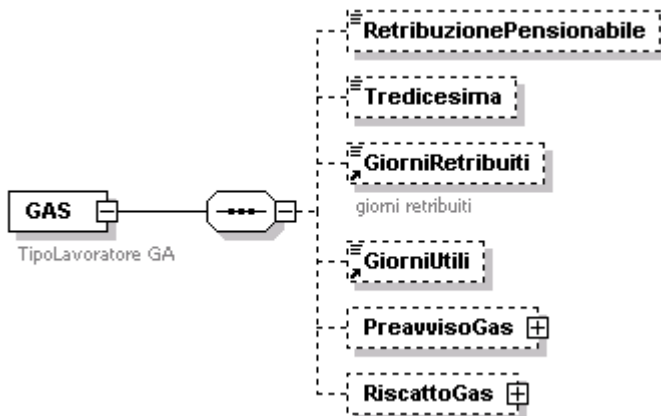 RetribuzionePensionabile
Tredicesima
GiorniRetribuiti
giorni retribuiti
GAS
TipoLavoratore GA
GiorniUtili
PreavvisoGas
RiscattoGas